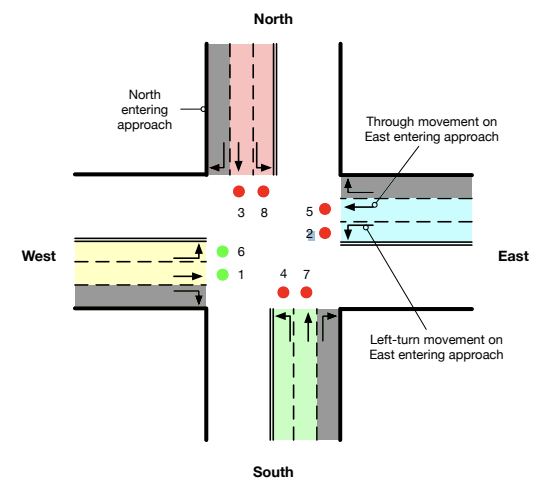 North
North
entering
approach
Through movement on
East entering approach
3 8
5
2
West
6
1
East
4 7
Left-turn movement on
East entering approach
South